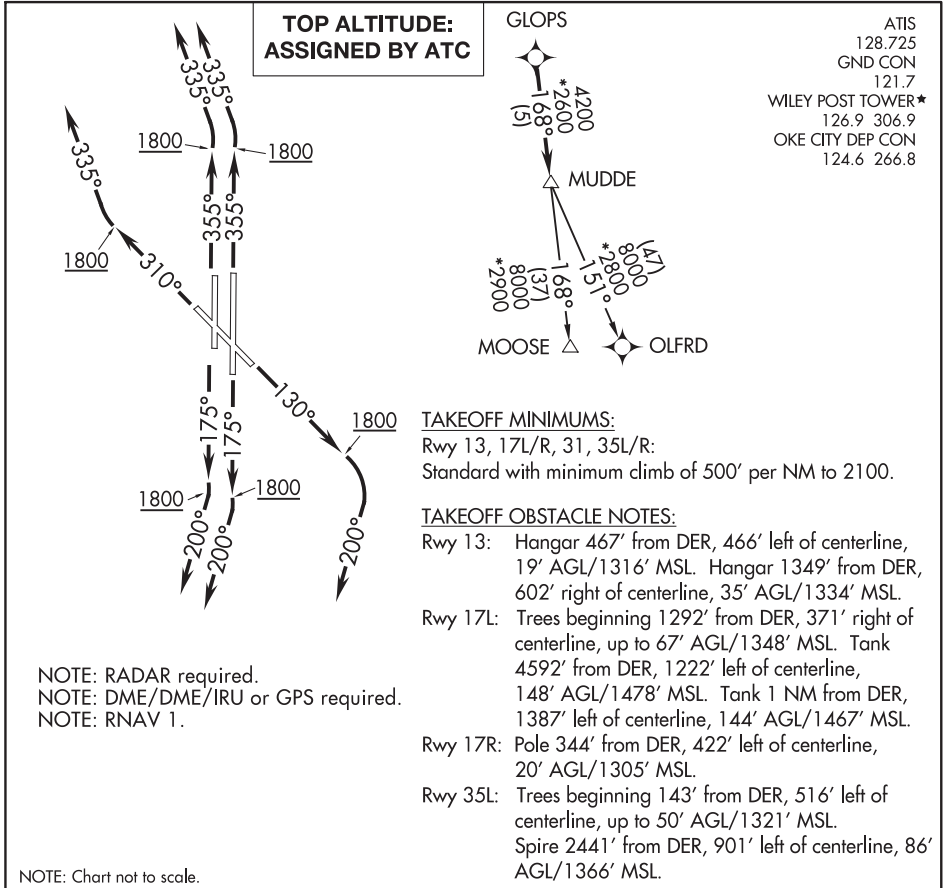 TOP ALTITUDE:
ASSIGNED BY ATC
GLOPS
ATIS
128.725
GND CON
121.7
WILEY POST TOWER★
126.9 306.9
OKE CITY DEP CON
124.6 266.8
335°
335°
335°
1800
1800
1800
355°
355°
310°
130°
1800
175°
175°
1800
1800
200°
200°
200°
4200
*2600
168°
(5)
MUDDE
(47)
8000
*2800
151°
168°
(37)
8000
*2900
MOOSE
OLFRD
TAKEOFF MINIMUMS:
Rwy 13, 17L/R, 31, 35L/R:
Standard with minimum climb of 500′ per NM to 2100.
TAKEOFF OBSTACLE NOTES:
Rwy 13: Hangar 467′ from DER, 466′ left of centerline,
19′ AGL/1316′ MSL. Hangar 1349′ from DER,
602′ right of centerline, 35′ AGL/1334′ MSL.
Rwy 17L: Trees beginning 1292′ from DER, 371′ right of
centerline, up to 67′ AGL/1348′ MSL. Tank
4592′ from DER, 1222′ left of centerline,
148′ AGL/1478′ MSL. Tank 1 NM from DER,
1387′ left of centerline, 144′ AGL/1467′ MSL.
Rwy 17R: Pole 344′ from DER, 422′ left of centerline,
20′ AGL/1305′ MSL.
Rwy 35L: Trees beginning 143′ from DER, 516′ left of
centerline, up to 50′ AGL/1321′ MSL.
Spire 2441′ from DER, 901′ left of centerline, 86′
AGL/1366′ MSL.
NOTE: RADAR required.
NOTE: DME/DME/IRU or GPS required.
NOTE: RNAV 1.
NOTE: Chart not to scale.